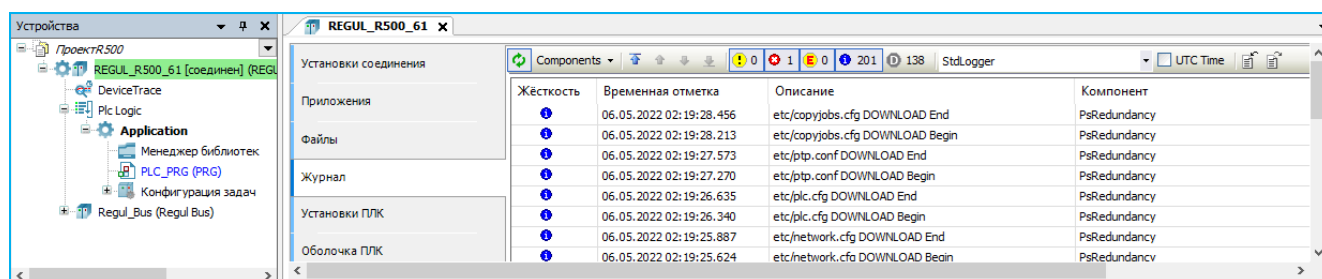 Устройства
ПроектR500
REGUL_R500_61 [соединен] (REGU
DeviceTrace
Plc Logic
Application
Менеджер библиотек
PLC_PRG (PRG)
Конфигурация задач
Regul_Bus (Regul Bus)
REGUL_R500_61
Установки соединения
Приложения
Файлы
Журнал
Установки ПЛК
Оболочка ПЛК
Components 0 1 0 201 138 StdLogger UTC Time
Жёсткость Временная отметка Описание Компонент
06.05.2022 02:19:28.456 etc/copyjobs.cfg DOWNLOAD End PsRedundancy
06.05.2022 02:19:28.213 etc/copyjobs.cfg DOWNLOAD Begin PsRedundancy
06.05.2022 02:19:27.573 etc/ptp.conf DOWNLOAD End PsRedundancy
06.05.2022 02:19:27.270 etc/ptp.conf DOWNLOAD Begin PsRedundancy
06.05.2022 02:19:26.635 etc/plc.cfg DOWNLOAD End PsRedundancy
06.05.2022 02:19:26.340 etc/plc.cfg DOWNLOAD Begin PsRedundancy
06.05.2022 02:19:25.887 etc/network.cfg DOWNLOAD End PsRedundancy
06.05.2022 02:19:25.624 etc/network.cfg DOWNLOAD Begin PsRedundancy